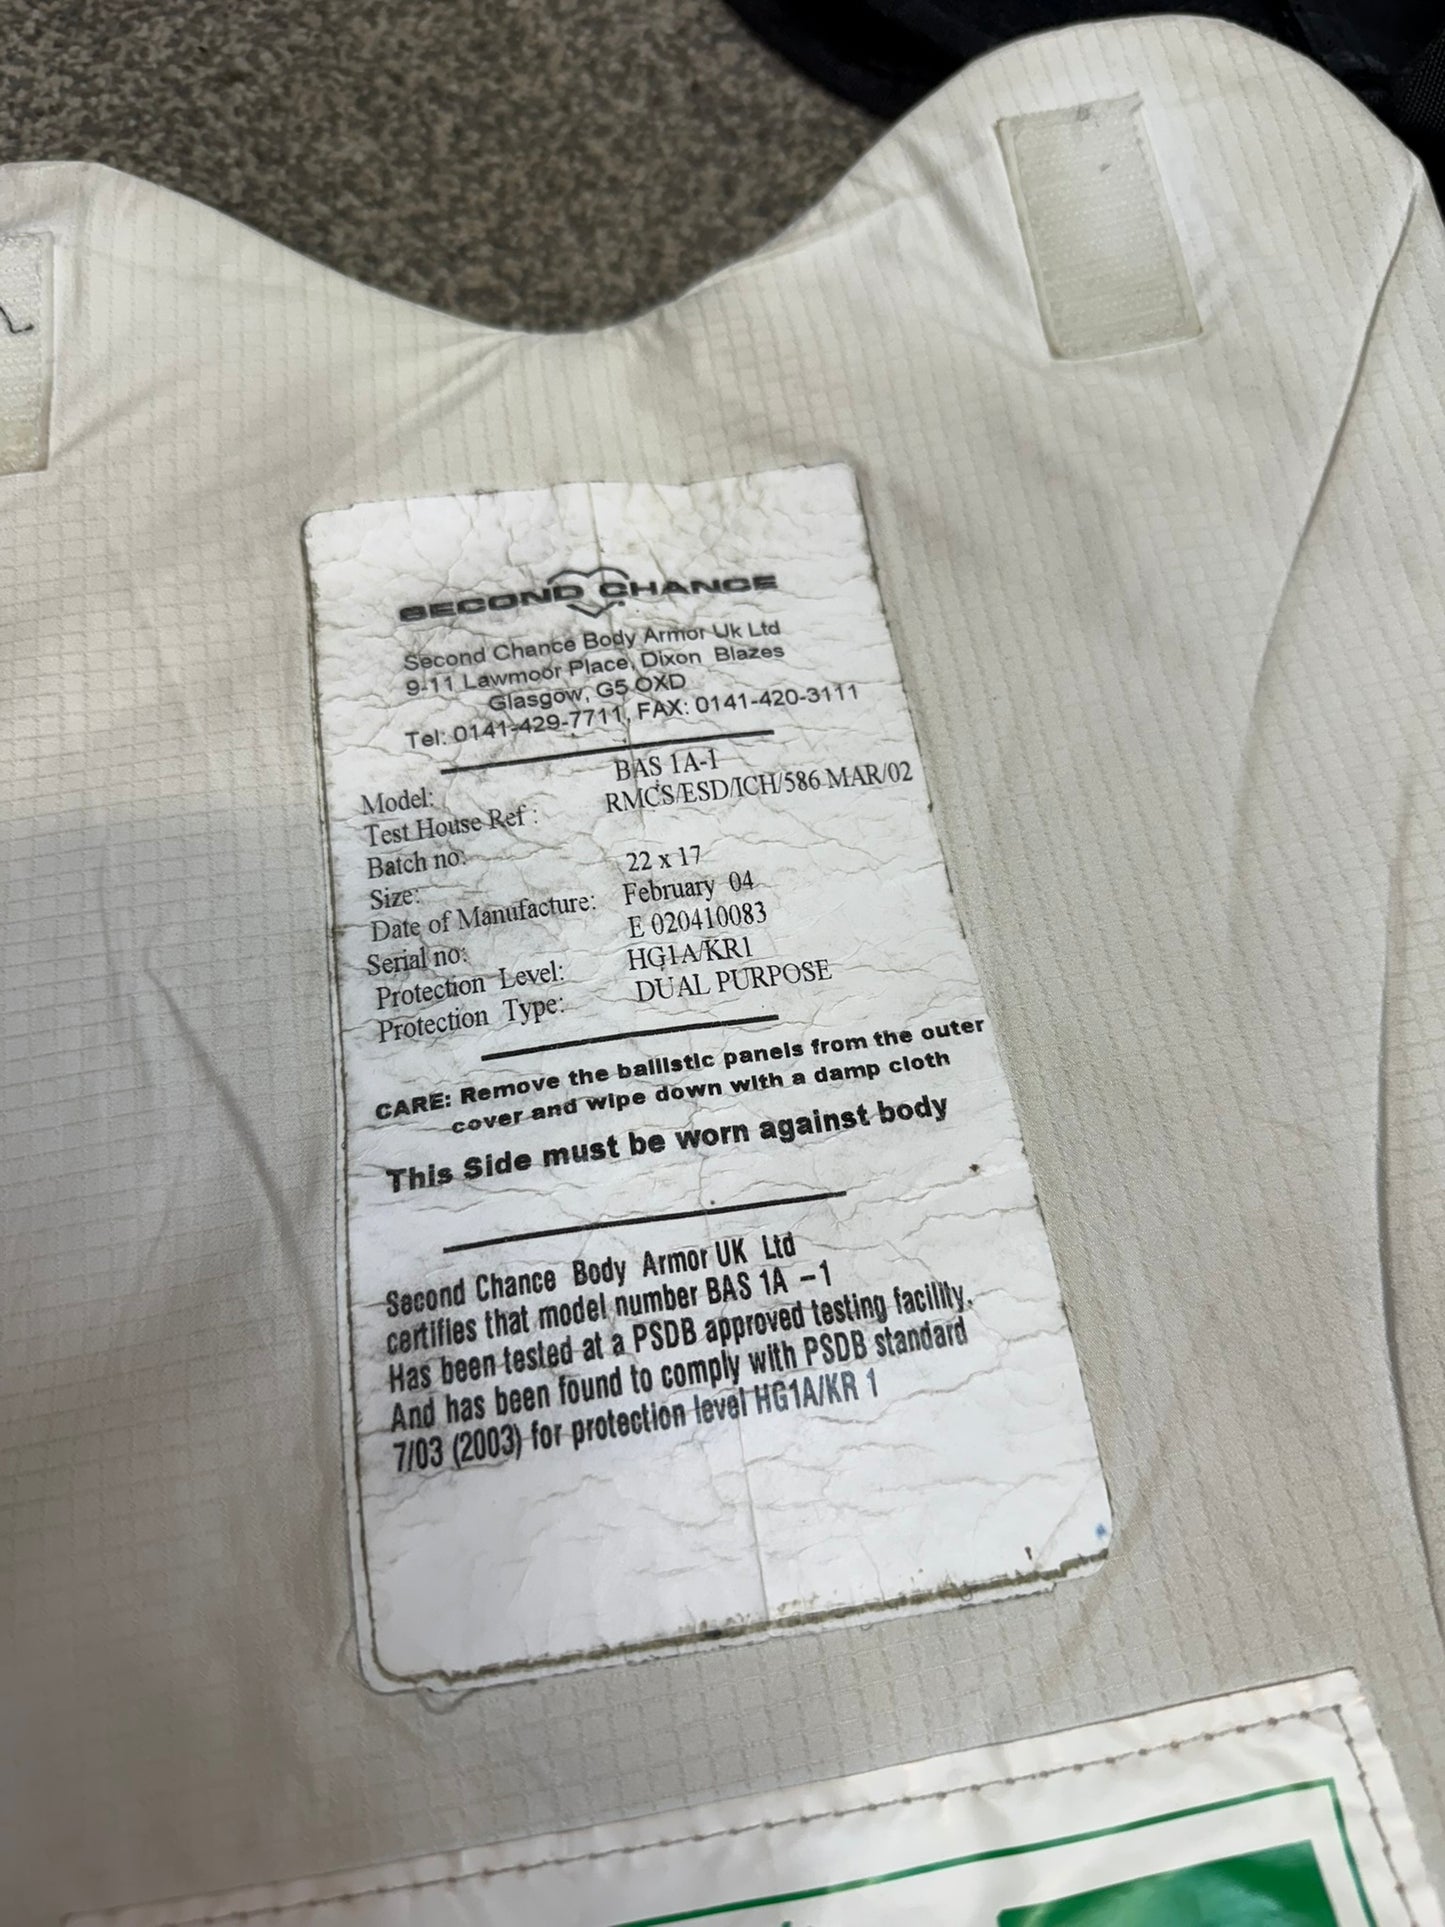 SECOND CHANCE
Second Chance Body Armor Uk Ltd
9-11 Lawmoor Place, Dixon Blazes
Glasgow, G5 OXD
Tel: 0141-429-7711, FAX: 0141-420-3111
Model: BAS 1A-1
Test House Ref : RMCS/ESD/ICH/586 MAR/02
Batch no:
Size: 22 x 17
Date of Manufacture: February 04
Serial no: E 020410083
Protection Level: HG1A/KR1
Protection Type: DUAL PURPOSE
CARE: Remove the ballistic panels from the outer
cover and wipe down with a damp cloth
This Side must be worn against body
Second Chance Body Armor UK Ltd
certifies that model number BAS 1A -1
Has been tested at a PSDB approved testing facility.
And has been found to comply with PSDB standard
7/03 (2003) for protection level HG1A/KR 1